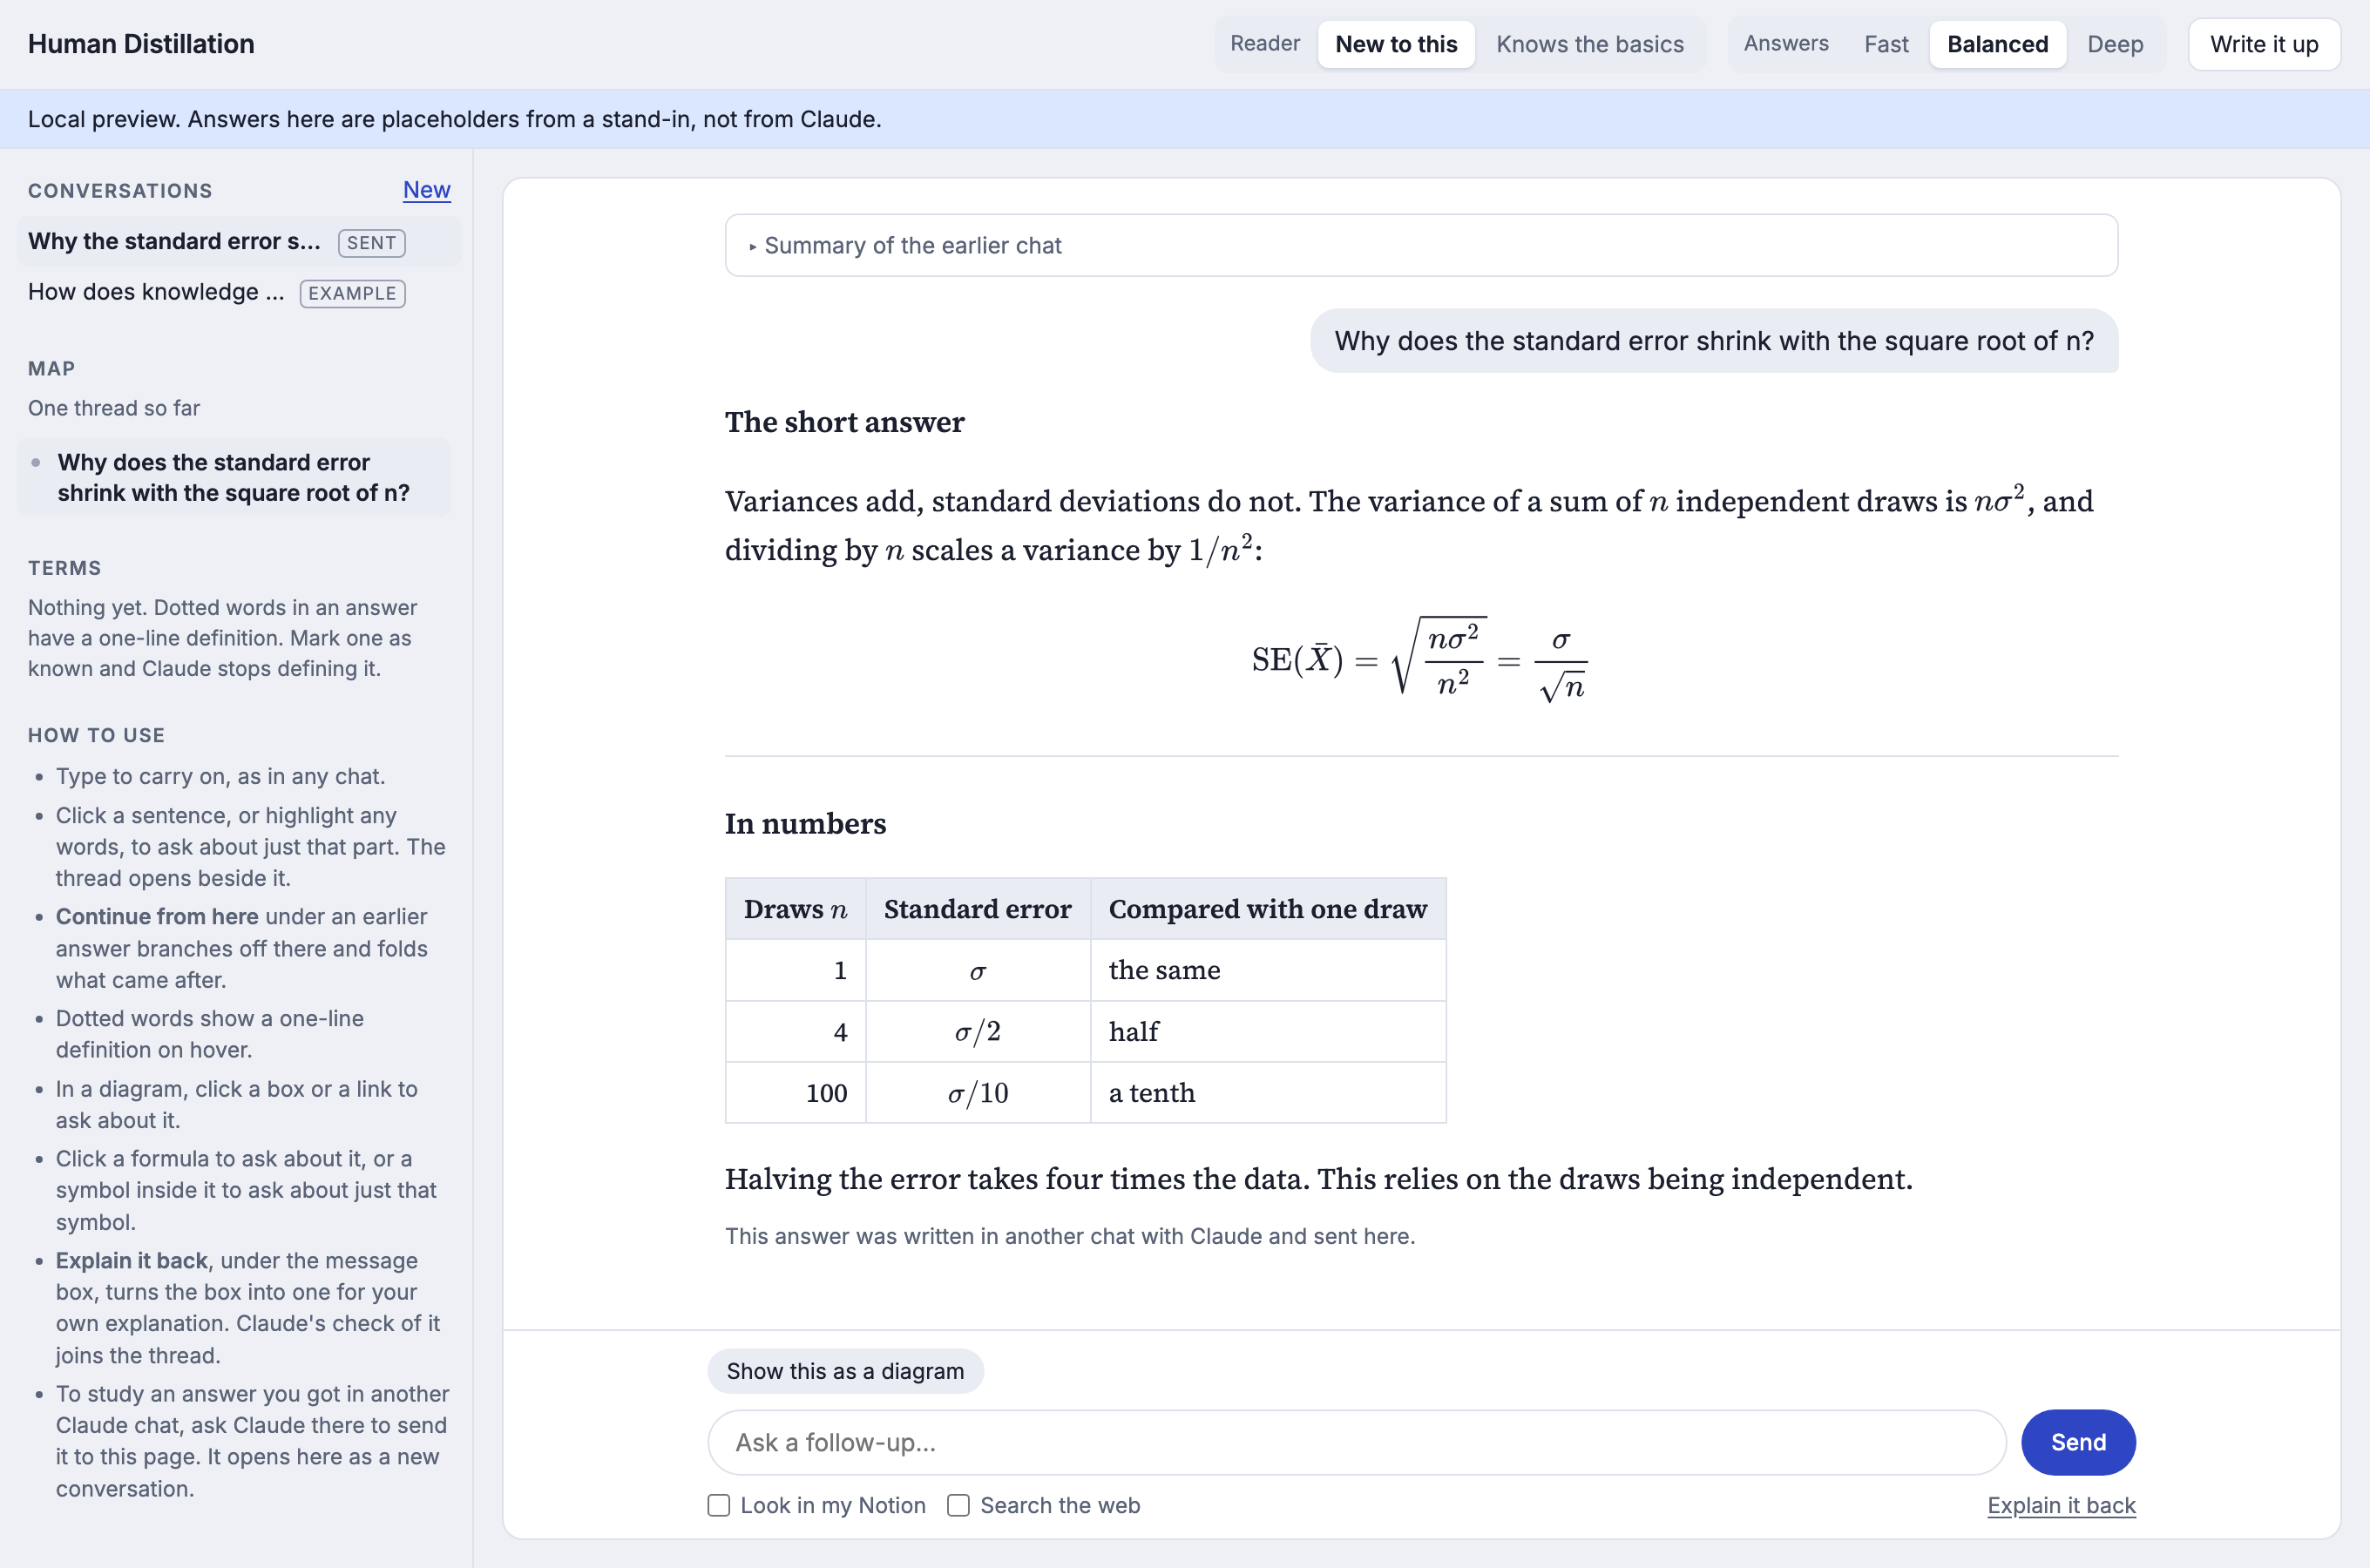 Human Distillation
Reader New to this Knows the basics Answers Fast Balanced Deep Write it up
Local preview. Answers here are placeholders from a stand-in, not from Claude.
CONVERSATIONS New
Why the standard error s... SENT
How does knowledge ... EXAMPLE
MAP
One thread so far
Why does the standard error
shrink with the square root of n?
TERMS
Nothing yet. Dotted words in an answer
have a one-line definition. Mark one as
known and Claude stops defining it.
HOW TO USE
• Type to carry on, as in any chat.
• Click a sentence, or highlight any
words, to ask about just that part. The
thread opens beside it.
• Continue from here under an earlier
answer branches off there and folds
what came after.
• Dotted words show a one-line
definition on hover.
• In a diagram, click a box or a link to
ask about it.
• Click a formula to ask about it, or a
symbol inside it to ask about just that
symbol.
• Explain it back, under the message
box, turns the box into one for your
own explanation. Claude's check of it
joins the thread.
• To study an answer you got in another
Claude chat, ask Claude there to send
it to this page. It opens here as a new
conversation.
▸ Summary of the earlier chat
Why does the standard error shrink with the square root of n?
The short answer
Variances add, standard deviations do not. The variance of a sum of n independent draws is nσ², and
dividing by n scales a variance by 1/n²:
SE(X̄) = √(nσ²/n²) = σ/√n
In numbers
Draws n Standard error Compared with one draw
1 σ the same
4 σ/2 half
100 σ/10 a tenth
Halving the error takes four times the data. This relies on the draws being independent.
This answer was written in another chat with Claude and sent here.
Show this as a diagram
Ask a follow-up... Send
Look in my Notion Search the web Explain it back